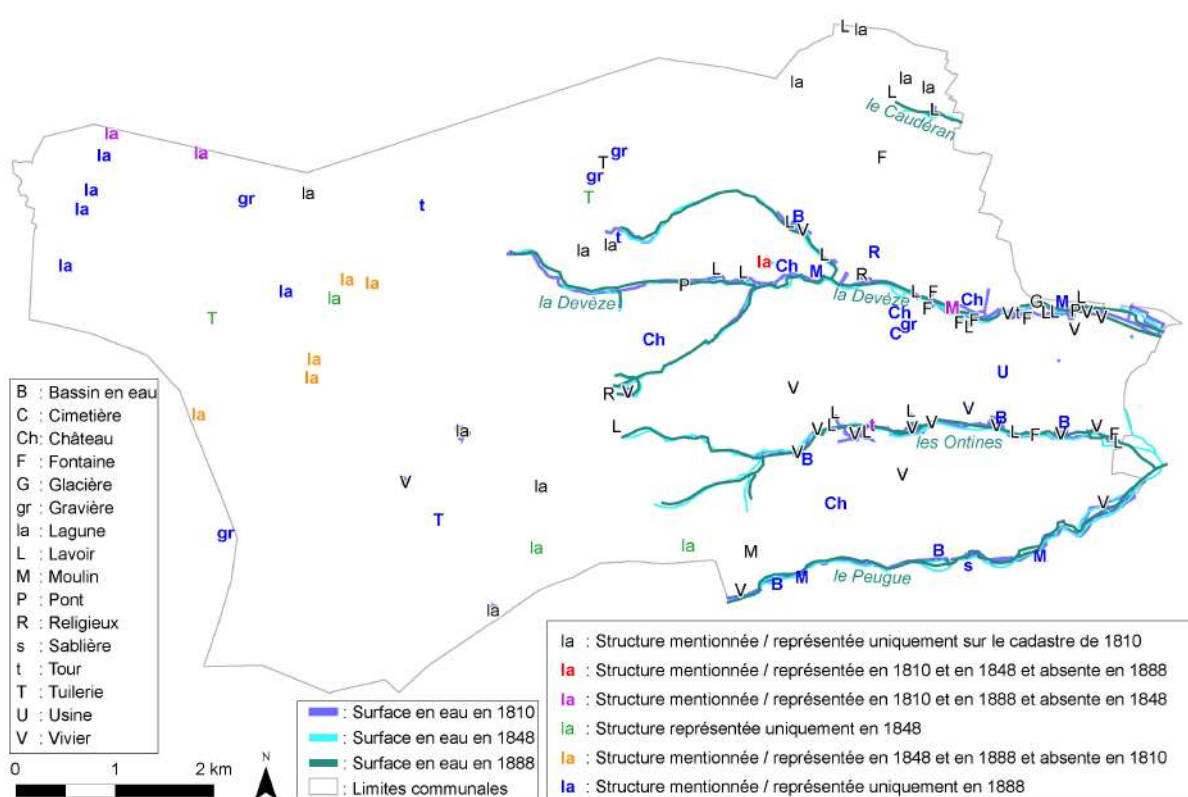 L la
la
la
L
la
L
le Caudéran
F
la
la
la
la
la
la
gr
la
t
gr
T
gr
T
la
la
t
B
L
V
L
R
la
Ch
M
R
L
L
P
la Devèze
la Devèze
L
F
F
Ch
gr
C
M
Ch
F
L
F
V
t
F
G
L
L
M
P
L
V
V
V
la
la
la
la
T
la
la
la
Ch
R
V
V
U
L
la
V
T
gr
la
la
la
la
L
V
B
V
L
V
L
t
L
V
V
V
B
V
L
F
B
V
V
F
L
les Ontines
V
Ch
V
M
V
B
M
le Peugue
B
s
M
B : Bassin en eau
C : Cimetière
Ch: Château
F : Fontaine
G : Glacière
gr : Gravière
la : Lagune
L : Lavoir
M : Moulin
P : Pont
R : Religieux
s : Sablière
t : Tour
T : Tuilerie
U : Usine
V : Vivier
0 1 2 km
N
: Surface en eau en 1810
: Surface en eau en 1848
: Surface en eau en 1888
: Limites communales
la : Structure mentionnée / représentée uniquement sur le cadastre de 1810
la : Structure mentionnée / représentée en 1810 et en 1848 et absente en 1888
la : Structure mentionnée / représentée en 1810 et en 1888 et absente en 1848
la : Structure représentée uniquement en 1848
la : Structure mentionnée / représentée en 1848 et en 1888 et absente en 1810
la : Structure mentionnée / représentée uniquement en 1888